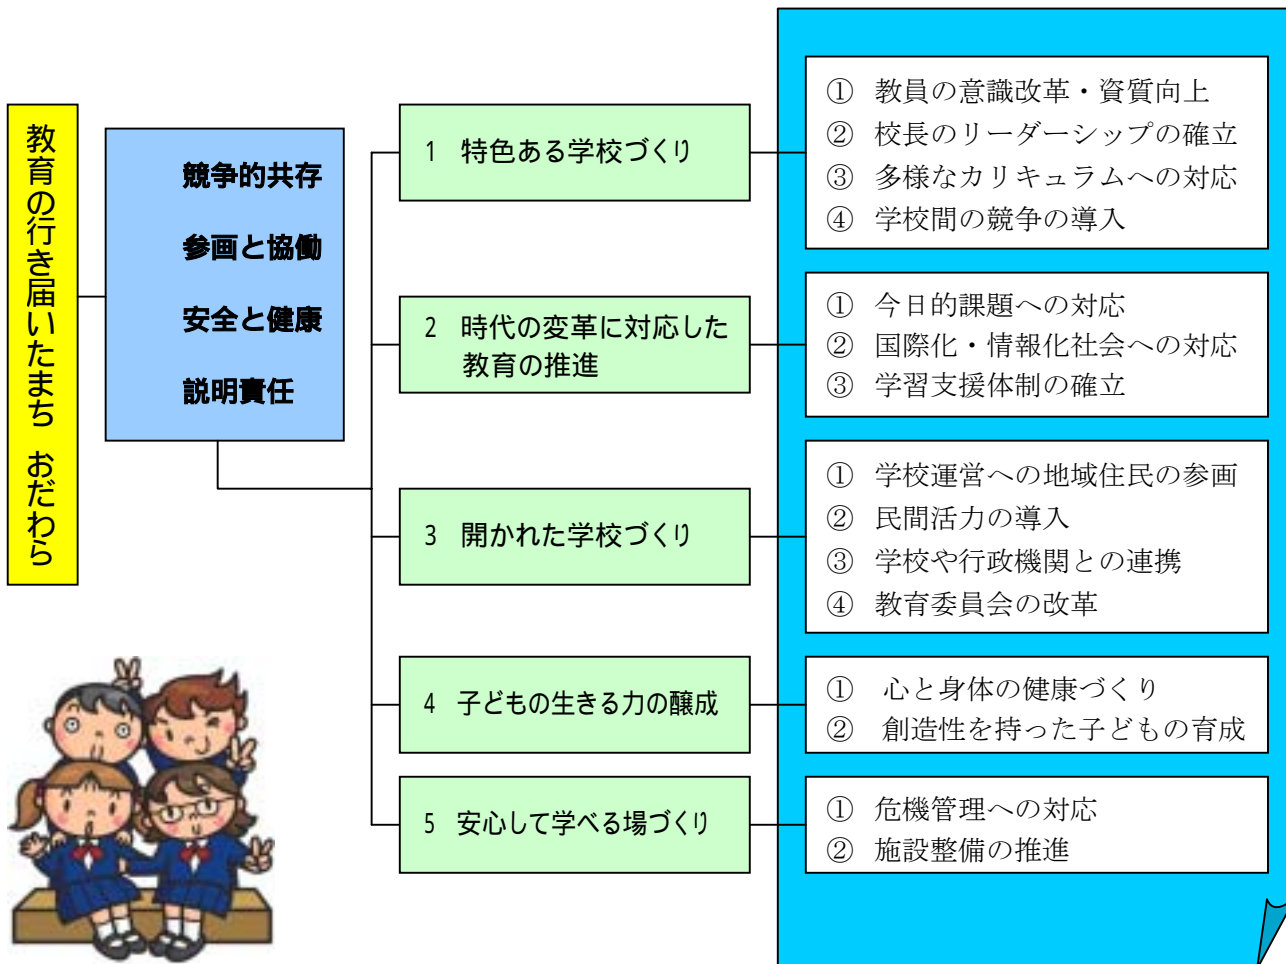 教育の行き届いたまち おだわら
競争的共存
参画と協働
安全と健康
説明責任
1 特色ある学校づくり
① 教員の意識改革・資質向上
② 校長のリーダーシップの確立
③ 多様なカリキュラムへの対応
④ 学校間の競争の導入
2 時代の変革に対応した
教育の推進
① 今日的課題への対応
② 国際化・情報化社会への対応
③ 学習支援体制の確立
3 開かれた学校づくり
① 学校運営への地域住民の参画
② 民間活力の導入
③ 学校や行政機関との連携
④ 教育委員会の改革
4 子どもの生きる力の醸成
① 心と身体の健康づくり
② 創造性を持った子どもの育成
5 安心して学べる場づくり
① 危機管理への対応
② 施設整備の推進